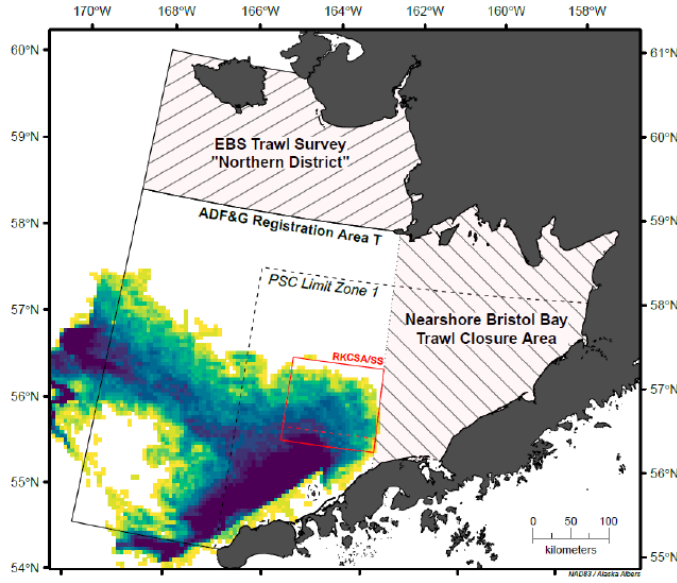 170°W 168°W 166°W 164°W 162°W 160°W 158°W
60°N
61°N
59°N
60°N
58°N
59°N
57°N
58°N
56°N
57°N
55°N
56°N
54°N
55°N
EBS Trawl Survey
"Northern District"
ADF&G Registration Area T
PSC Limit Zone 1
Nearshore Bristol Bay
Trawl Closure Area
RKCSA/SS
0 50 100
kilometers
NAD83 / Alaska Albers